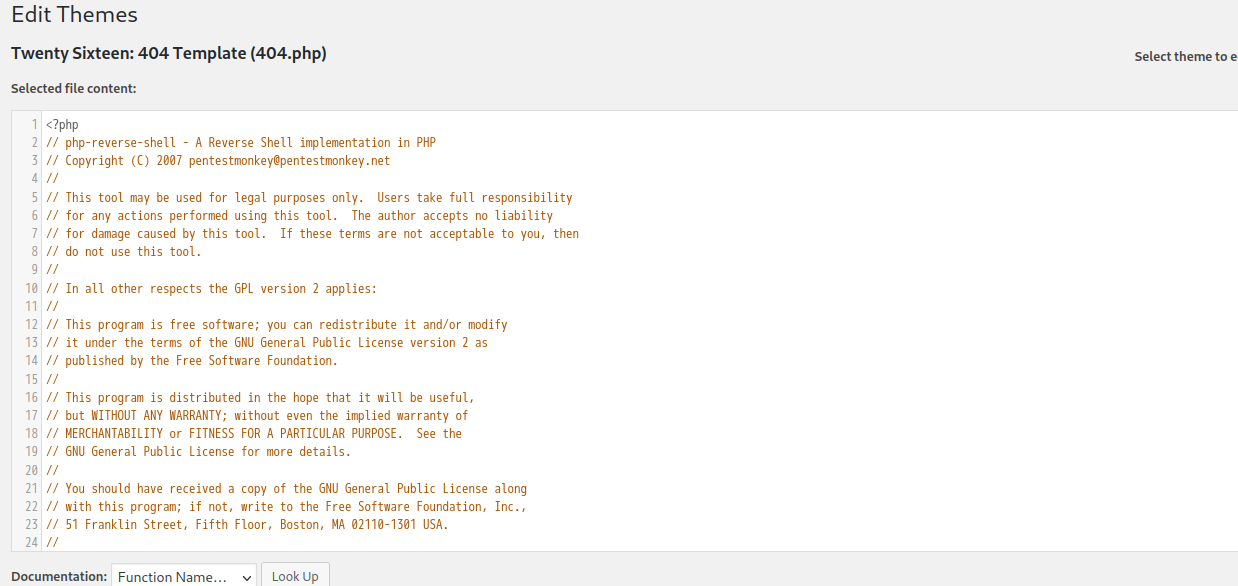 Edit Themes
Twenty Sixteen: 404 Template (404.php)
Select theme to e
Selected file content:
1 <?php
2 // php-reverse-shell - A Reverse Shell implementation in PHP
3 // Copyright (C) 2007 pentestmonkey@pentestmonkey.net
4 //
5 // This tool may be used for legal purposes only.  Users take full responsibility
6 // for any actions performed using this tool.  The author accepts no liability
7 // for damage caused by this tool.  If these terms are not acceptable to you, then
8 // do not use this tool.
9 //
10 // In all other respects the GPL version 2 applies:
11 //
12 // This program is free software; you can redistribute it and/or modify
13 // it under the terms of the GNU General Public License version 2 as
14 // published by the Free Software Foundation.
15 //
16 // This program is distributed in the hope that it will be useful,
17 // but WITHOUT ANY WARRANTY; without even the implied warranty of
18 // MERCHANTABILITY or FITNESS FOR A PARTICULAR PURPOSE.  See the
19 // GNU General Public License for more details.
20 //
21 // You should have received a copy of the GNU General Public License along
22 // with this program; if not, write to the Free Software Foundation, Inc.,
23 // 51 Franklin Street, Fifth Floor, Boston, MA 02110-1301 USA.
24 //
Documentation: Function Name... Look Up